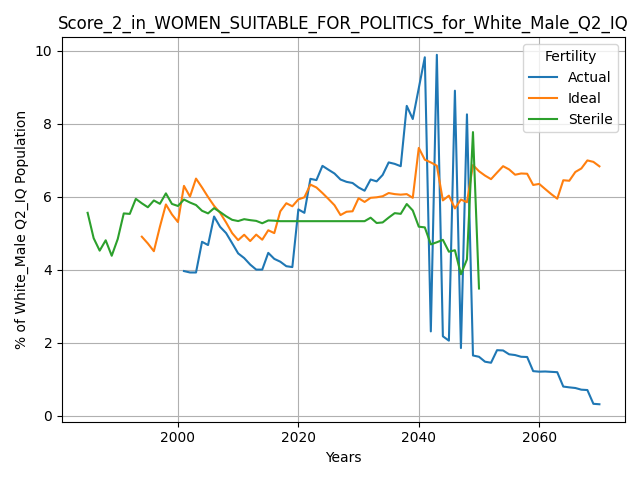 Score_2_in_WOMEN_SUITABLE_FOR_POLITICS_for_White_Male_Q2_IQ
Fertility
Actual
Ideal
Sterile
% of White_Male Q2_IQ Population
10
8
6
4
2
0
2000 2020 2040 2060
Years